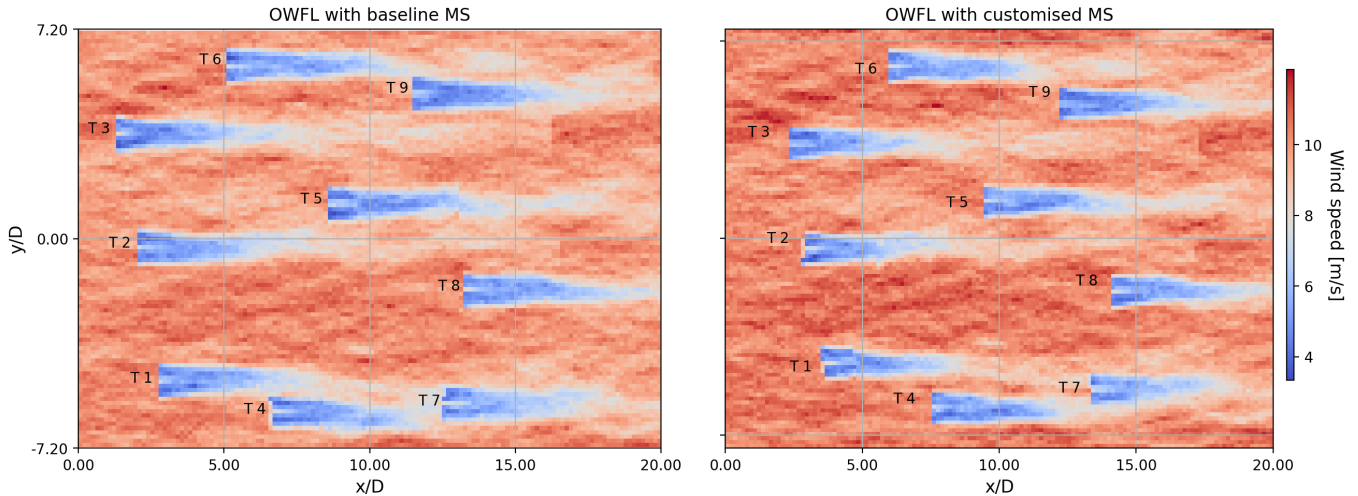 OWFL with baseline MS
7.20
0.00
-7.20
y/D
T 6
T 9
T 3
T 5
T 2
T 8
T 1
T 4
T 7
0.00 5.00 10.00 15.00 20.00
x/D
OWFL with customised MS
T 6
T 9
T 3
T 5
T 2
T 8
T 1
T 7
T 4
0.00 5.00 10.00 15.00 20.00
x/D
10
8
6
4
Wind speed [m/s]